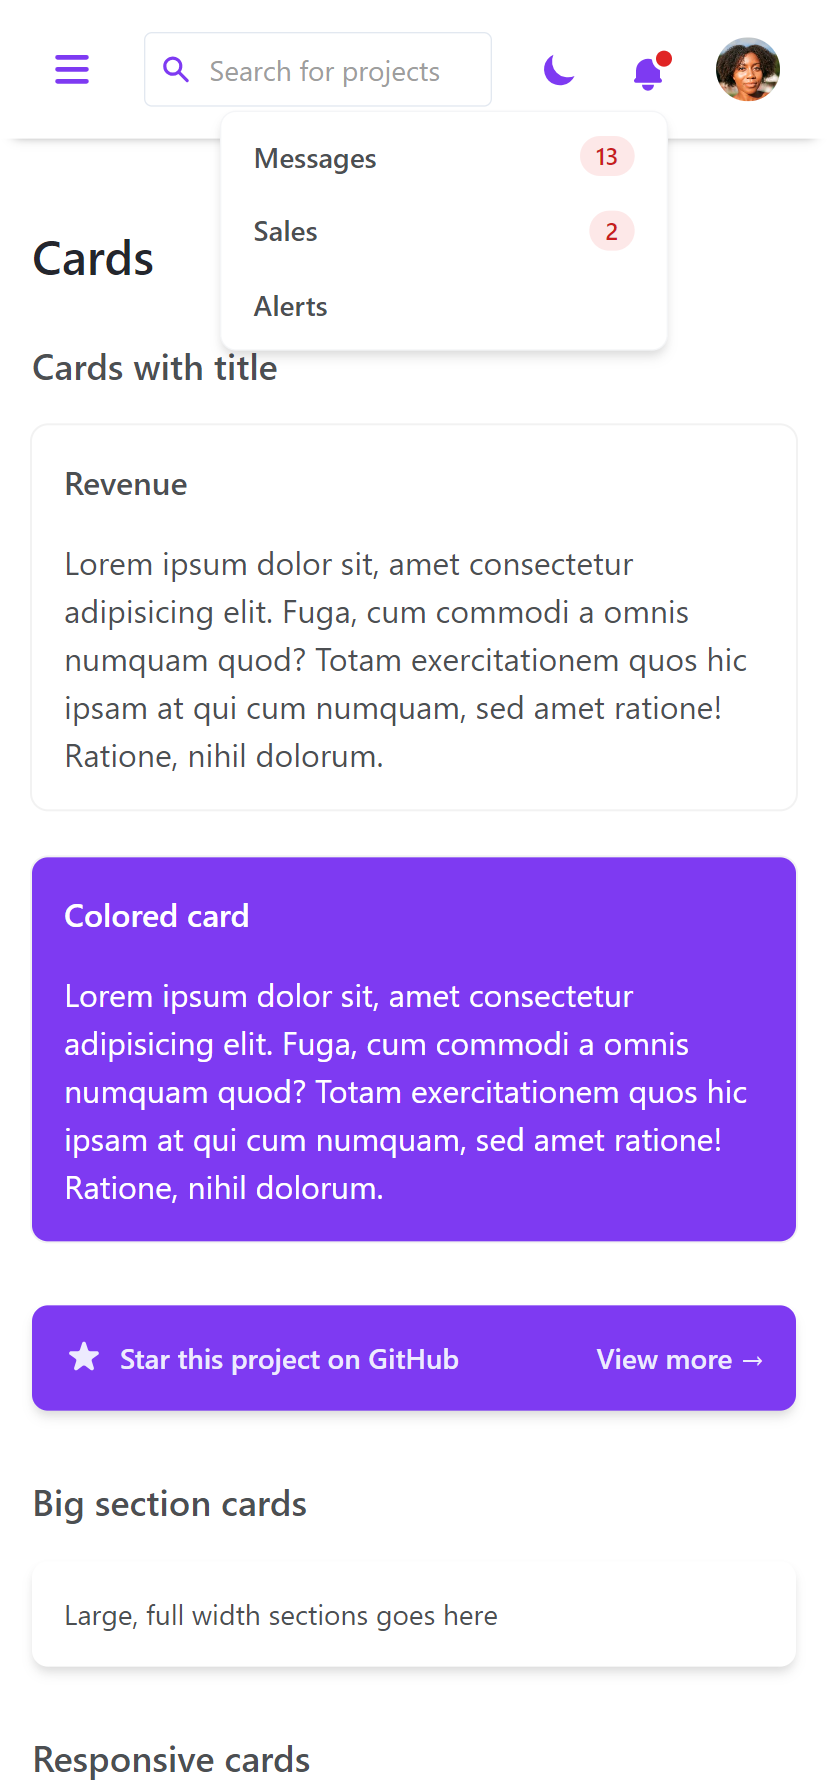 Search for projects
Messages 13
Sales 2
Alerts
Cards
Cards with title
Revenue
Lorem ipsum dolor sit, amet consectetur
adipisicing elit. Fuga, cum commodi a omnis
numquam quod? Totam exercitationem quos hic
ipsam at qui cum numquam, sed amet ratione!
Ratione, nihil dolorum.
Colored card
Lorem ipsum dolor sit, amet consectetur
adipisicing elit. Fuga, cum commodi a omnis
numquam quod? Totam exercitationem quos hic
ipsam at qui cum numquam, sed amet ratione!
Ratione, nihil dolorum.
Star this project on GitHub View more →
Big section cards
Large, full width sections goes here
Responsive cards